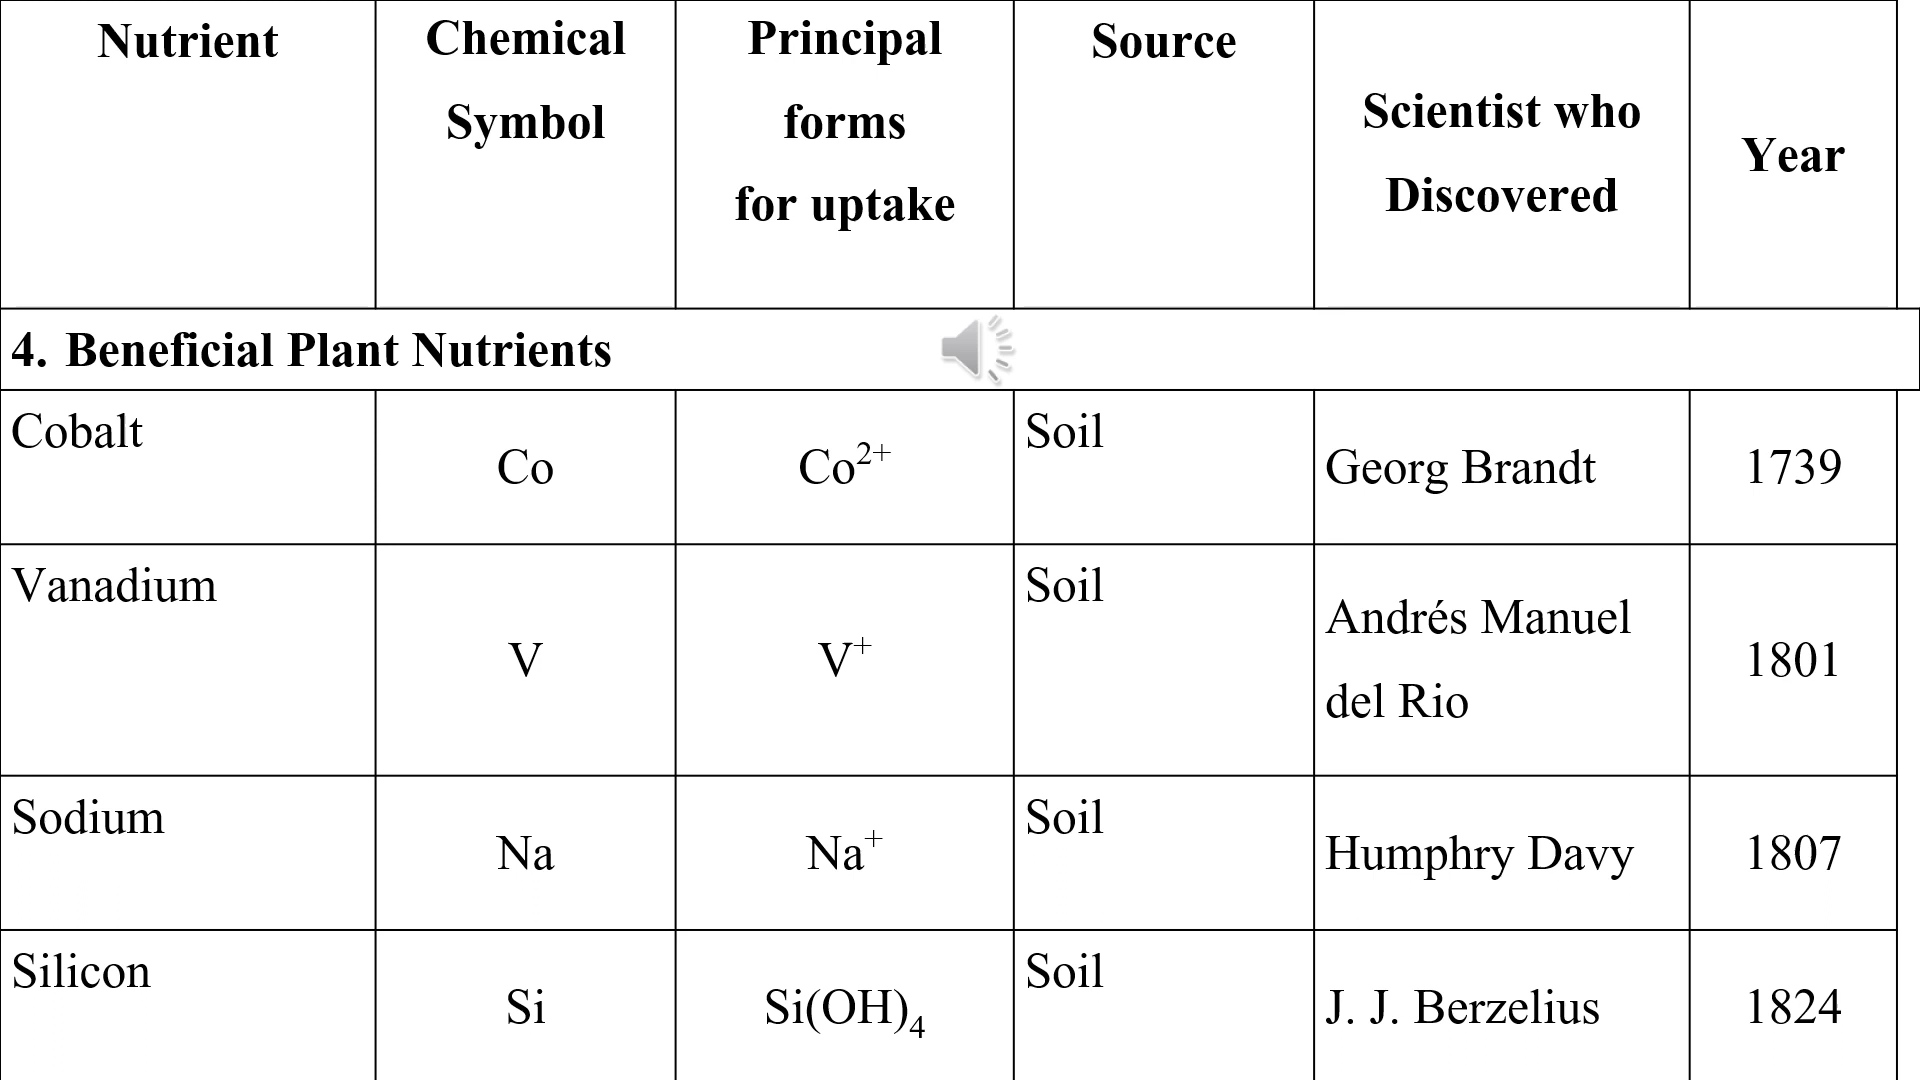 Nutrient
Chemical
Symbol
Principal
forms
for uptake
Source
Scientist who
Discovered
Year
4. Beneficial Plant Nutrients
Cobalt
Co
Co²⁺
Soil
Georg Brandt
1739
Vanadium
V
V⁺
Soil
Andrés Manuel
del Rio
1801
Sodium
Na
Na⁺
Soil
Humphry Davy
1807
Silicon
Si
Si(OH)₄
Soil
J. J. Berzelius
1824